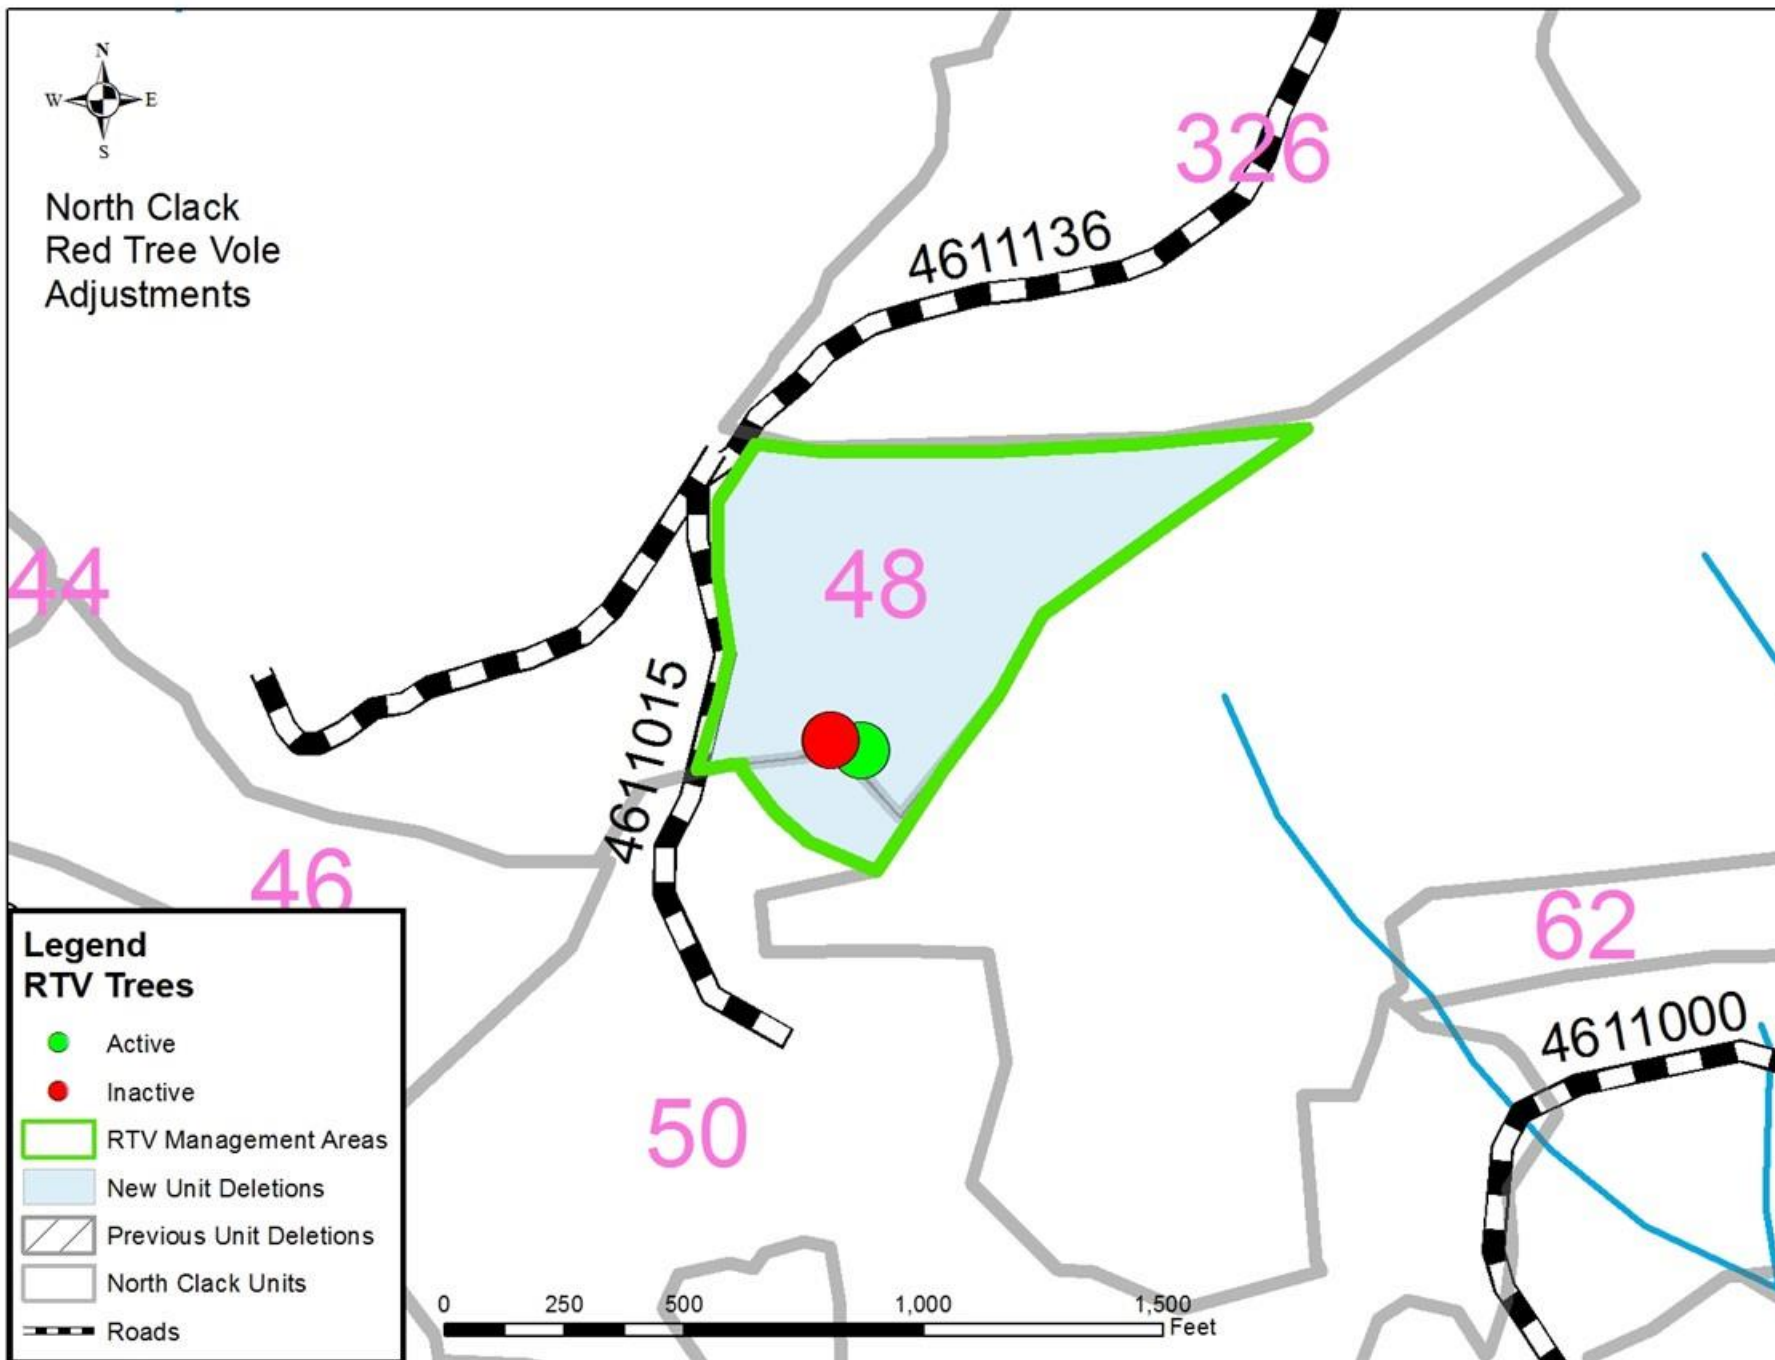 N
W E
S
North Clack
Red Tree Vole
Adjustments
326
4611136
44
48
4611015
46
62
4611000
50
Legend
RTV Trees
Active
Inactive
RTV Management Areas
New Unit Deletions
Previous Unit Deletions
North Clack Units
Roads
0 250 500 1,000 1,500
Feet